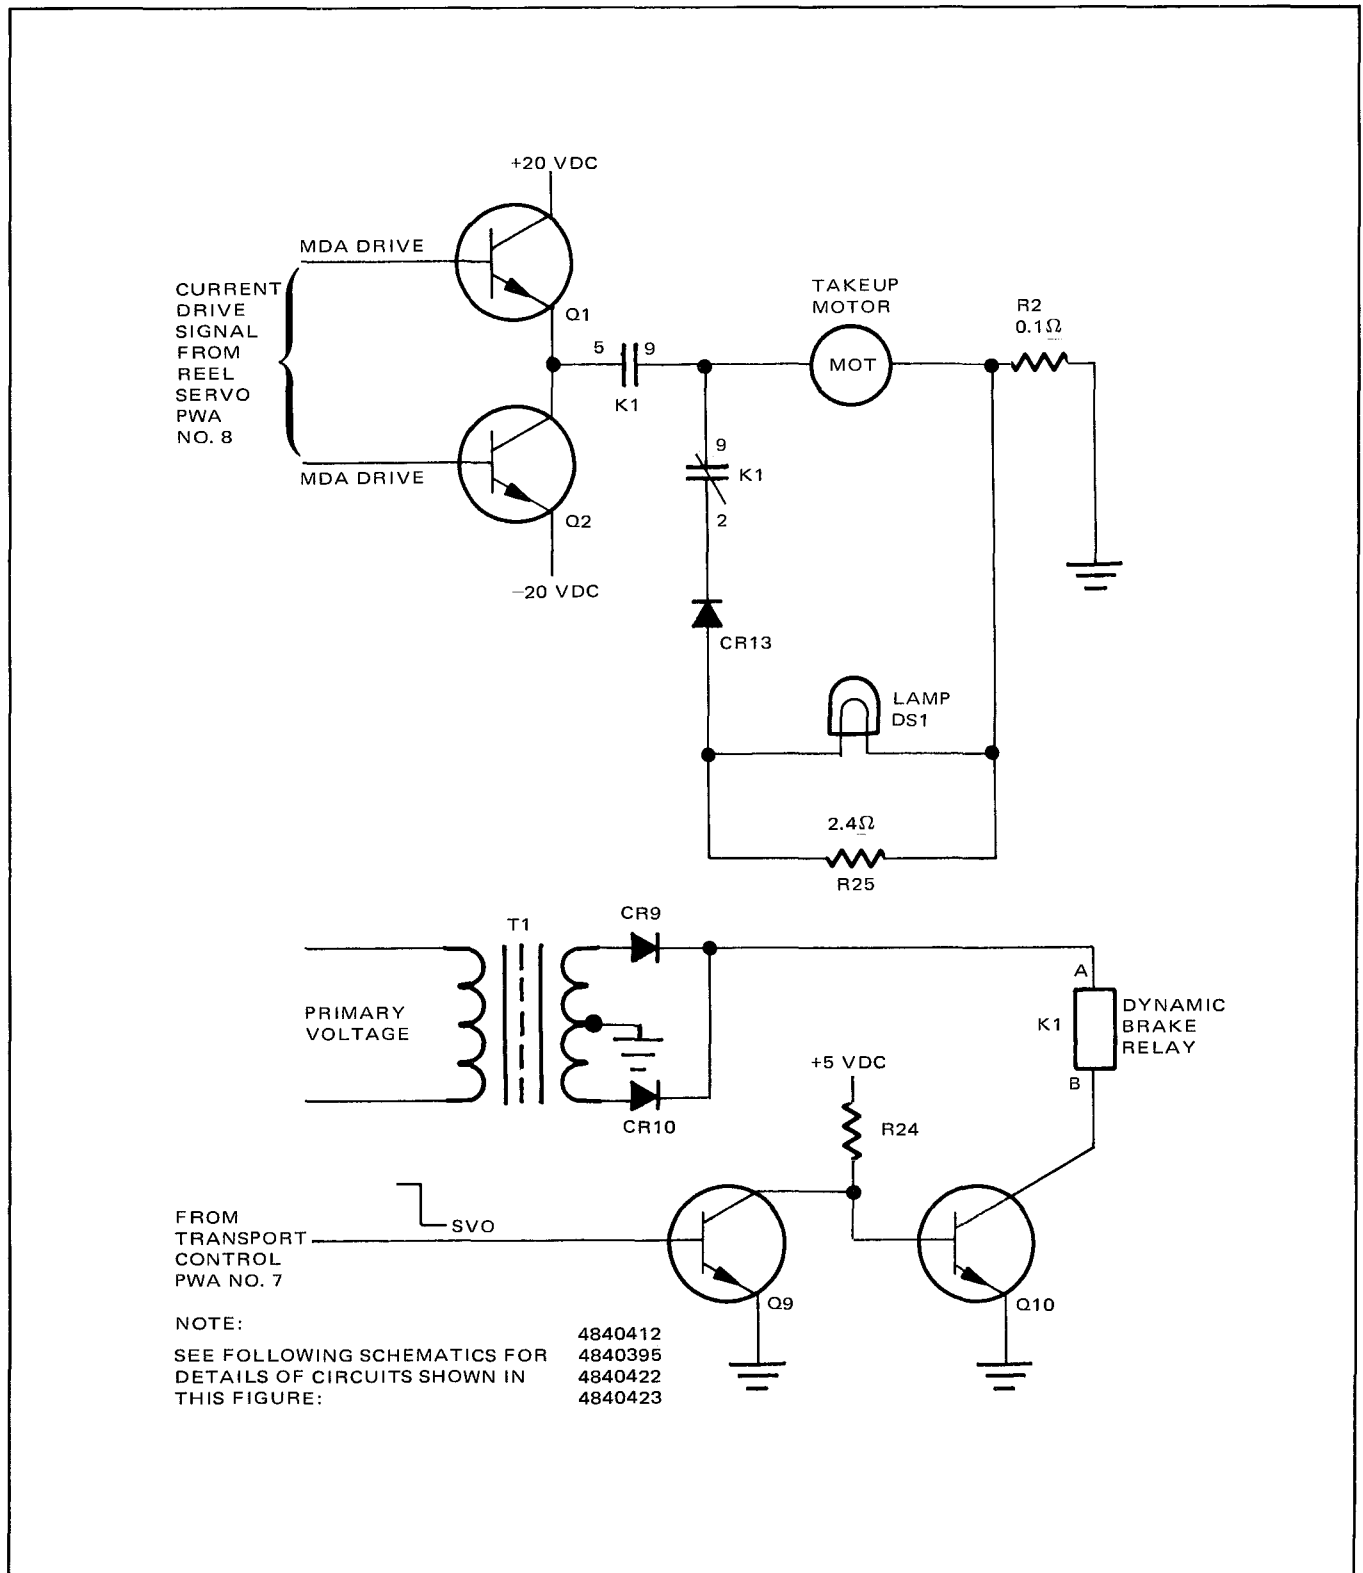 +20 VDC
MDA DRIVE
CURRENT
DRIVE
SIGNAL
FROM
REEL
SERVO
PWA
NO. 8
Q1
5
9
K1
TAKEUP
MOTOR
MOT
R2
0.1Ω
MDA DRIVE
Q2
−20 VDC
9
K1
2
CR13
LAMP
DS1
2.4Ω
R25
T1
CR9
PRIMARY
VOLTAGE
CR10
A
K1
DYNAMIC
BRAKE
RELAY
B
+5 VDC
R24
FROM
TRANSPORT
CONTROL
PWA NO. 7
SVO
Q9
Q10
NOTE:
SEE FOLLOWING SCHEMATICS FOR
DETAILS OF CIRCUITS SHOWN IN
THIS FIGURE:
4840412
4840395
4840422
4840423